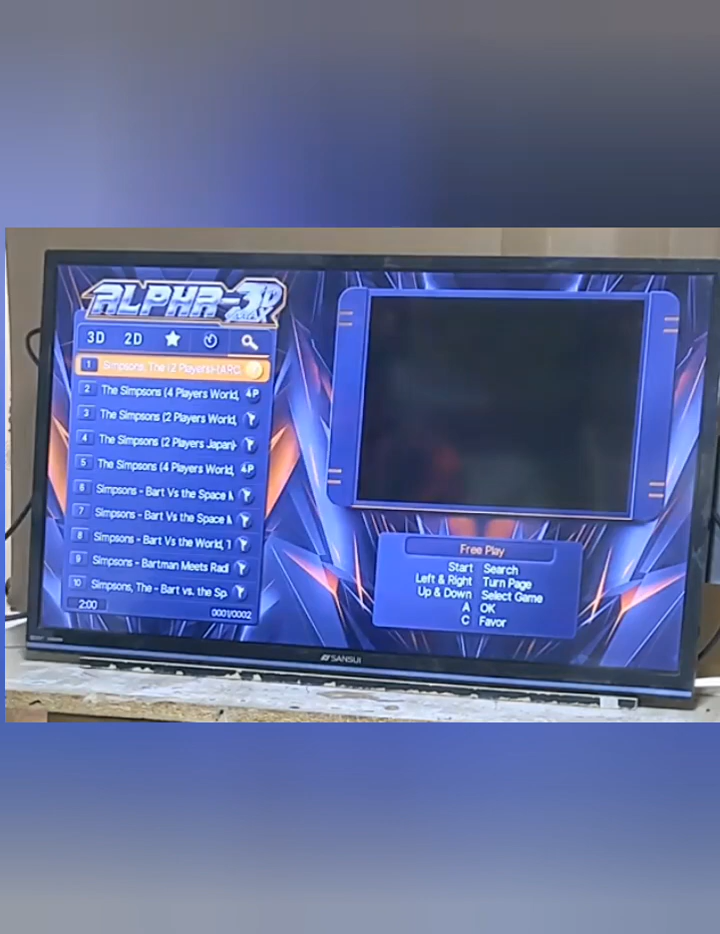 ALPHA-3D
3D 2D
1 Simpsons, The (2 Players)-(ARC
2 The Simpsons (4 Players World, 4P
3 The Simpsons (2 Players World,
4 The Simpsons (2 Players Japan)
5 The Simpsons (4 Players World, 4P
6 Simpsons - Bart Vs the Space M
7 Simpsons - Bart Vs the Space M
8 Simpsons - Bart Vs the World, T
9 Simpsons - Bartman Meets Radi
10 Simpsons, The - Bart vs. the Sp
2:00
0001/0002
Free Play
Start Search
Left & Right Turn Page
Up & Down Select Game
A OK
C Favor
SANSUI